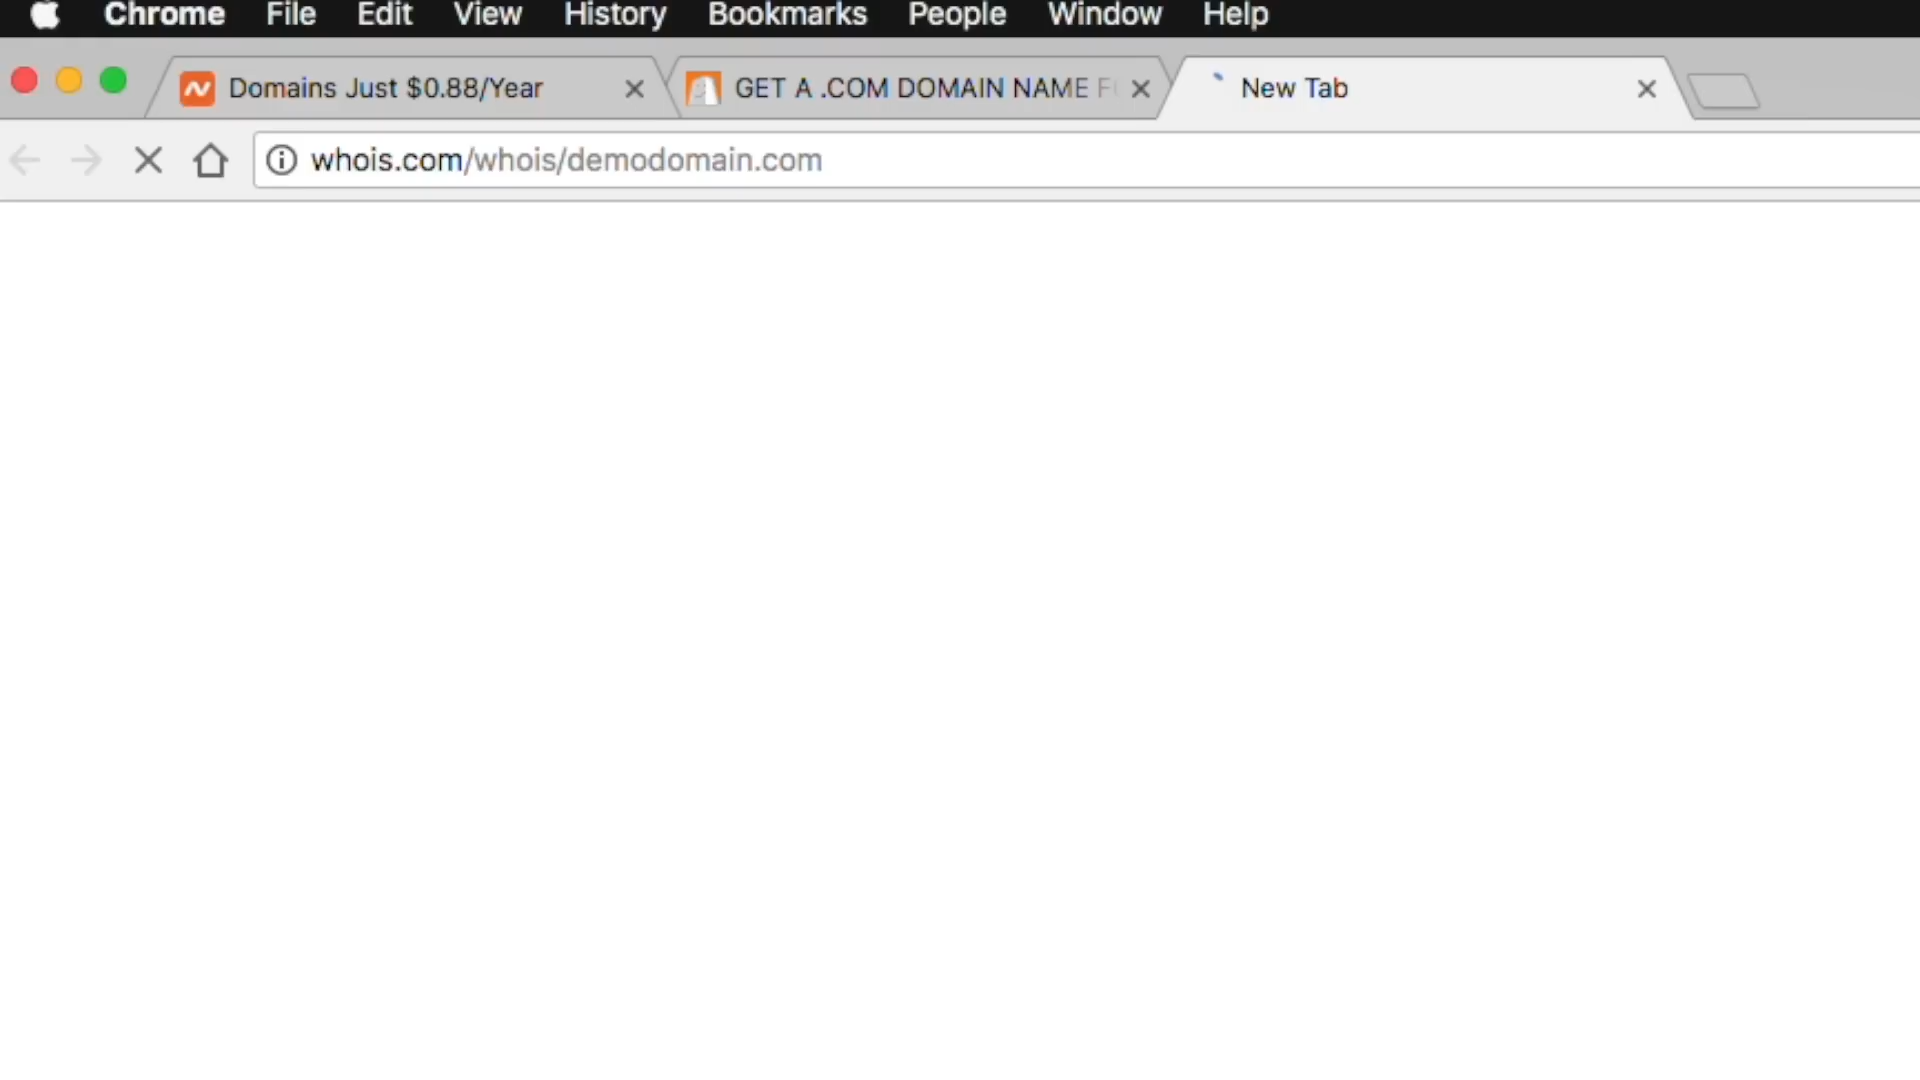 Chrome File Edit View History Bookmarks People Window Help
Domains Just $0.88/Year GET A .COM DOMAIN NAME New Tab
whois.com/whois/demodomain.com